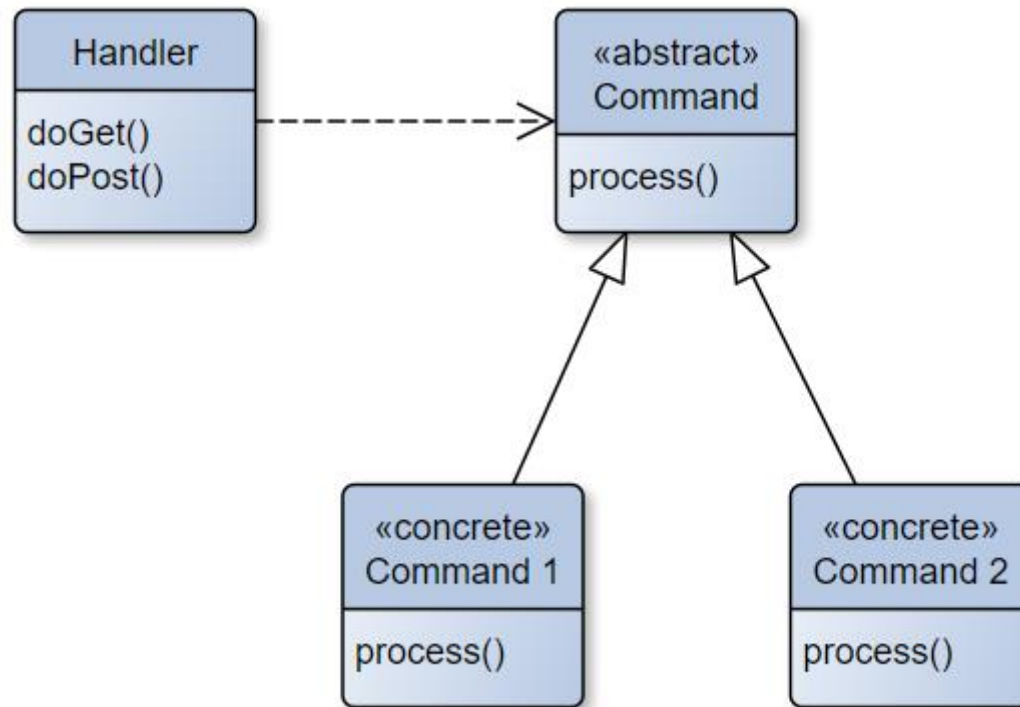 Handler
doGet()
doPost()
«abstract»
Command
process()
«concrete»
Command 1
process()
«concrete»
Command 2
process()